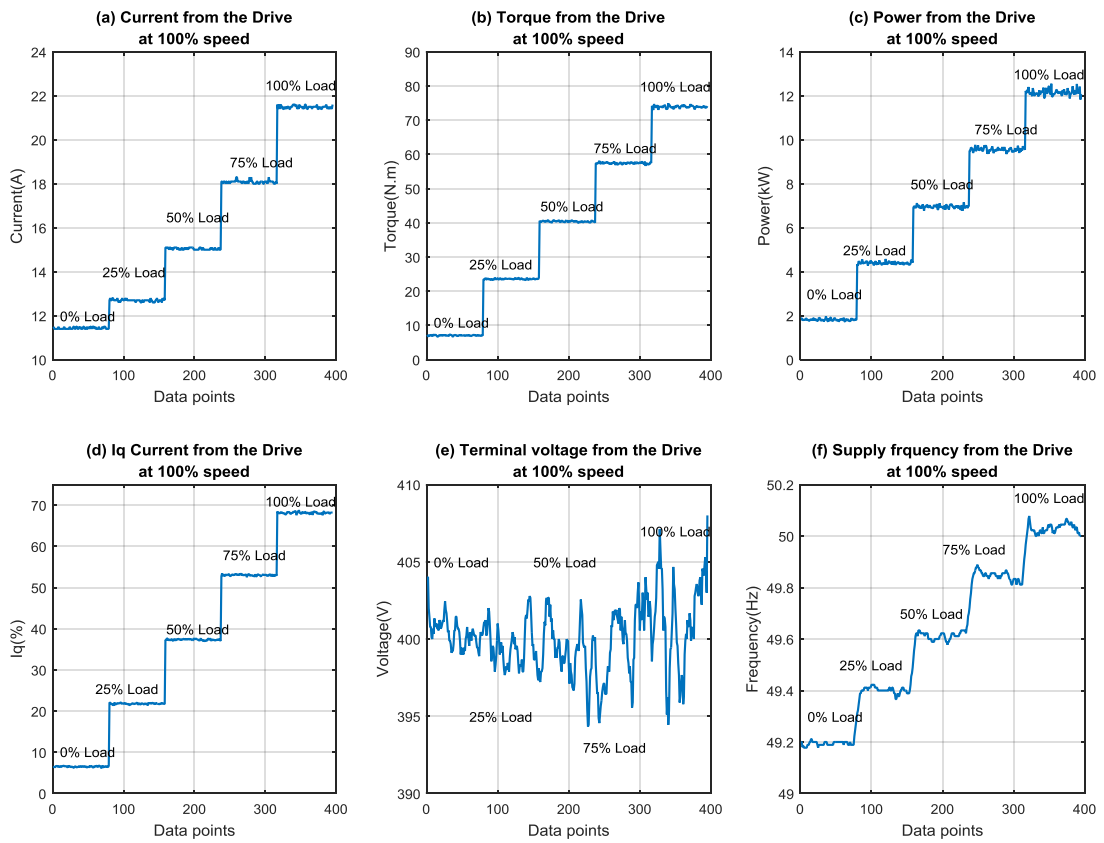 (a) Current from the Drive
at 100% speed
24
22
20
18
16
14
12
10
Current(A)
0% Load
25% Load
50% Load
75% Load
100% Load
0
100
200
300
400
Data points
(b) Torque from the Drive
at 100% speed
90
80
70
60
50
40
30
20
10
0
Torque(N.m)
0% Load
25% Load
50% Load
75% Load
100% Load
0
100
200
300
400
Data points
(c) Power from the Drive
at 100% speed
14
12
10
8
6
4
2
0
Power(kW)
0% Load
25% Load
50% Load
75% Load
100% Load
0
100
200
300
400
Data points
(d) Iq Current from the Drive
at 100% speed
70
60
50
40
30
20
10
0
Iq(%)
0% Load
25% Load
50% Load
75% Load
100% Load
0
100
200
300
400
Data points
(e) Terminal voltage from the Drive
at 100% speed
410
405
400
395
390
Voltage(V)
0% Load
25% Load
50% Load
75% Load
100% Load
0
100
200
300
400
Data points
(f) Supply frquency from the Drive
at 100% speed
50.2
50
49.8
49.6
49.4
49.2
49
Frequency(Hz)
0% Load
25% Load
50% Load
75% Load
100% Load
0
100
200
300
400
Data points